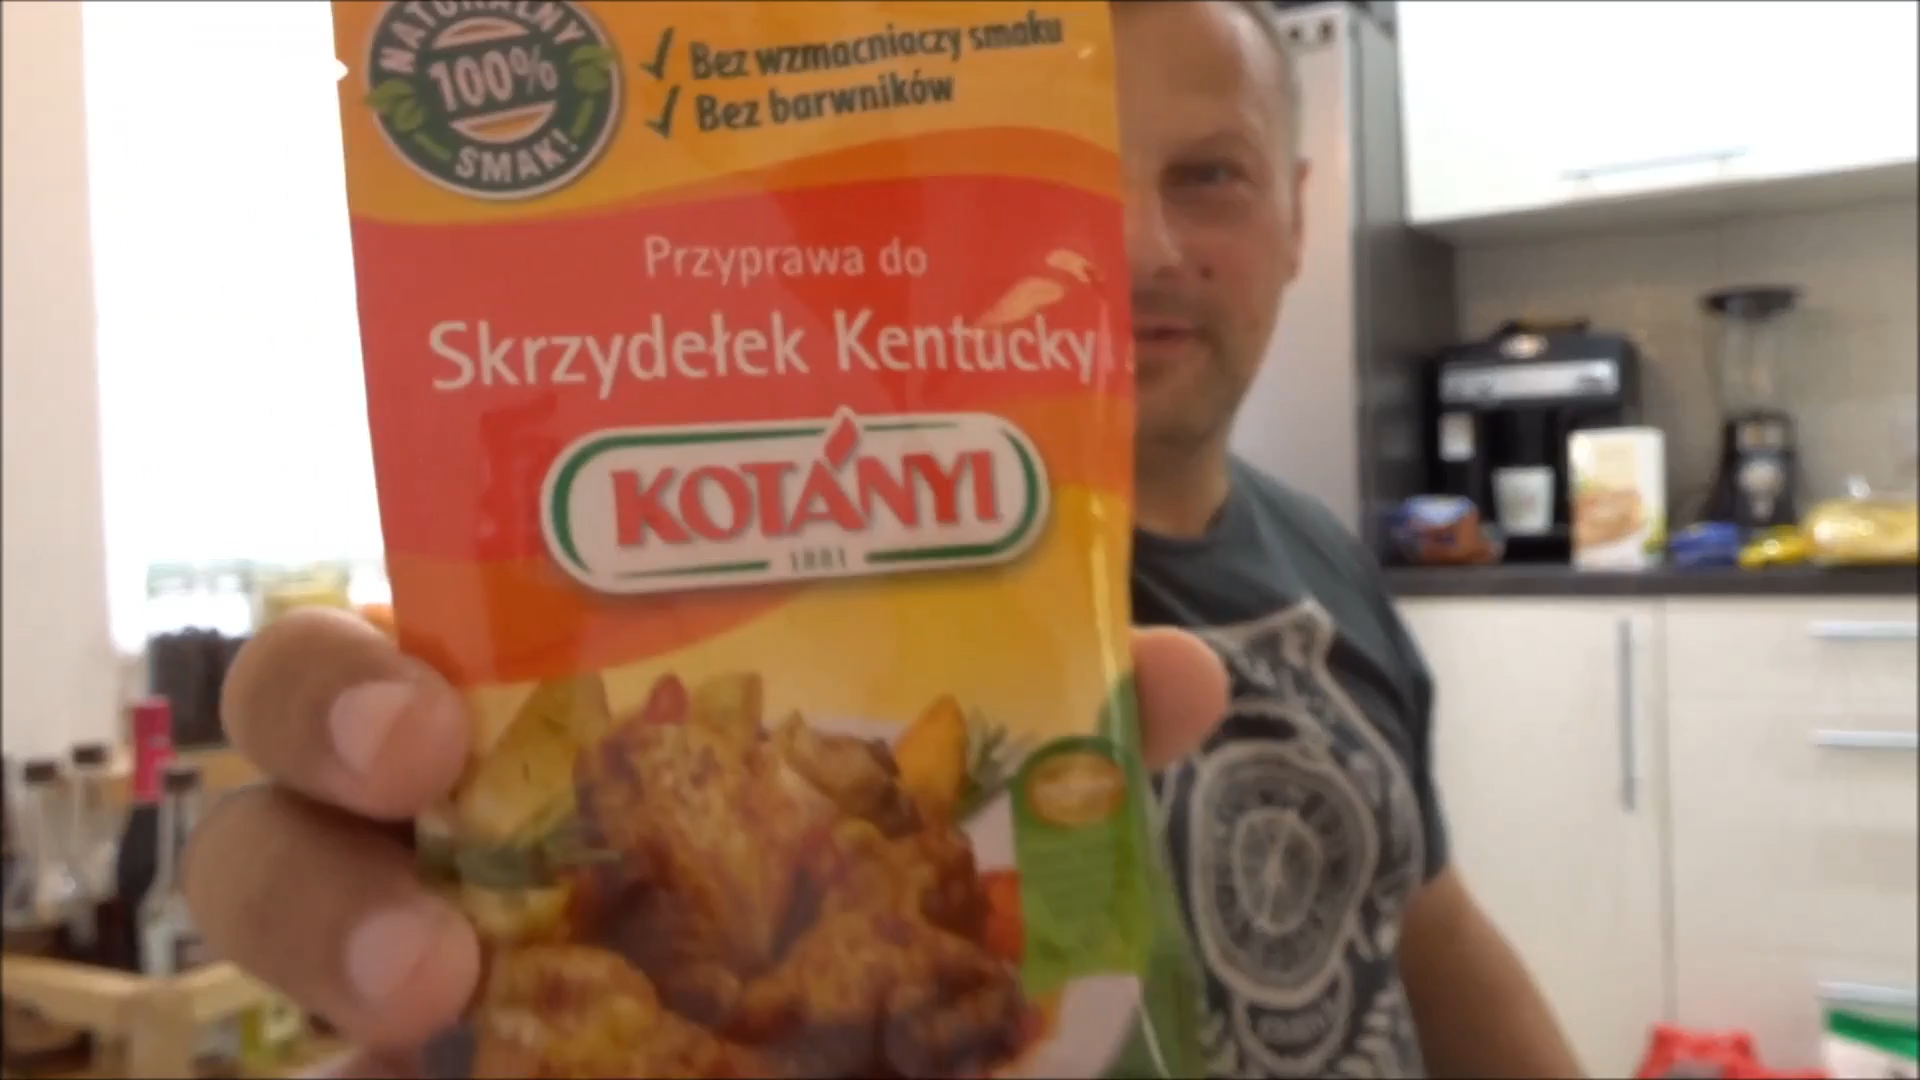 NATURALNY
100%
SMAK!
Bez wzmacniaczy smaku
Bez barwników
Przyprawa do
Skrzydełek Kentucky
KOTÁNYI
1881